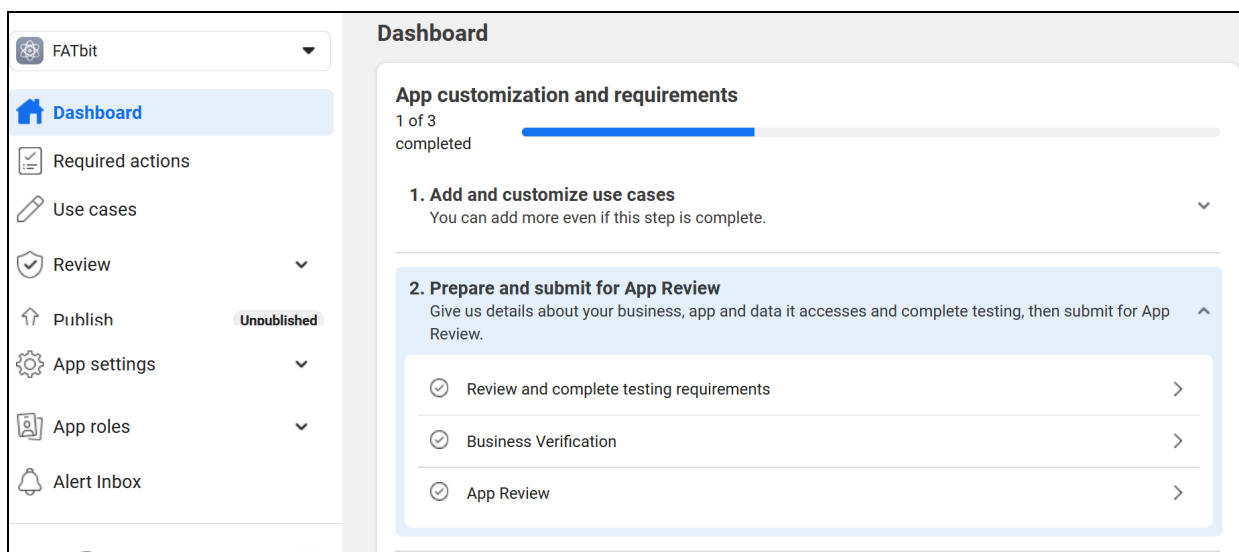 FATbit
Dashboard
Required actions
Use cases
Review
Publish
Unpublished
App settings
App roles
Alert Inbox
Dashboard
App customization and requirements
1 of 3
completed
1. Add and customize use cases
You can add more even if this step is complete.
2. Prepare and submit for App Review
Give us details about your business, app and data it accesses and complete testing, then submit for App
Review.
Review and complete testing requirements
Business Verification
App Review